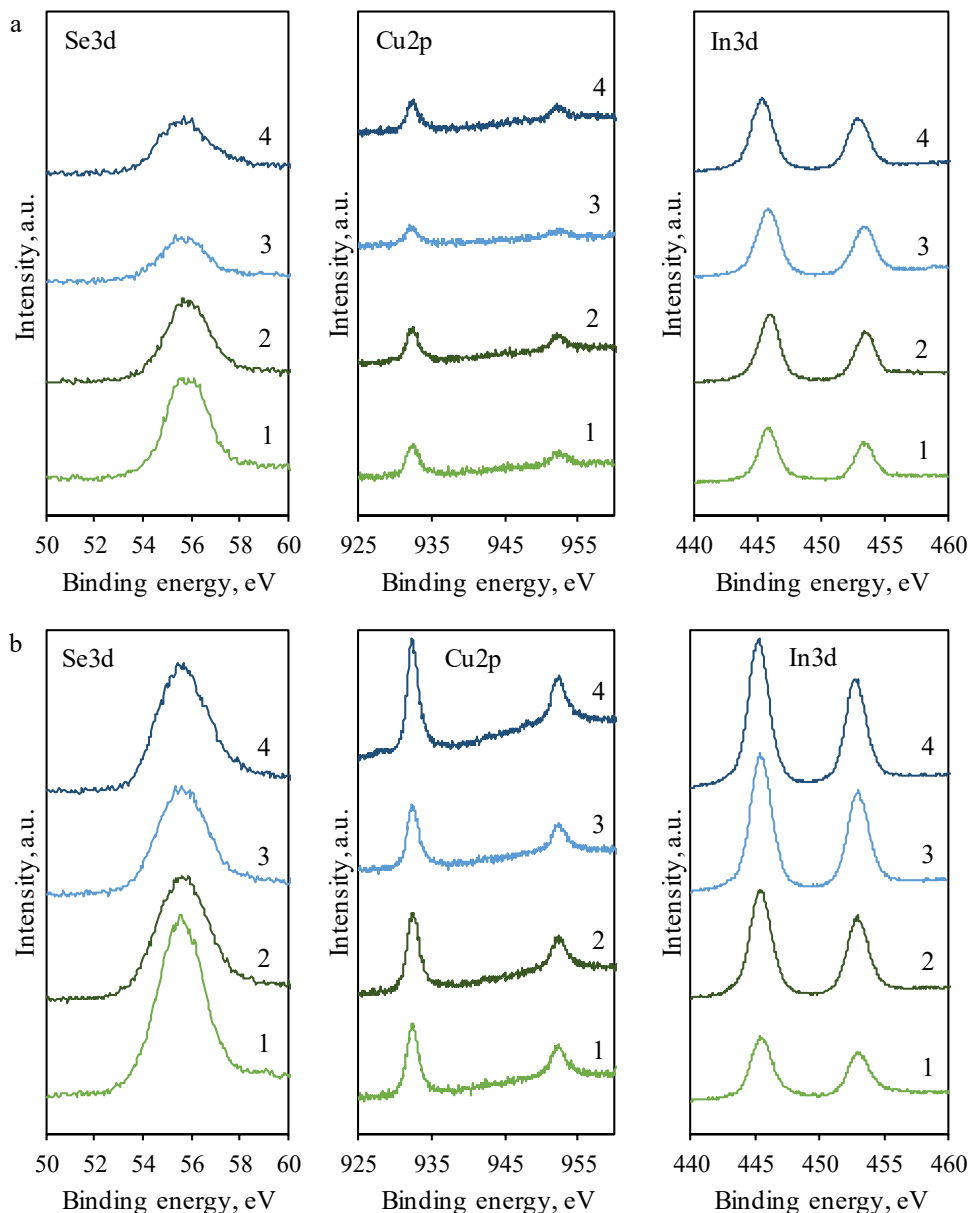 a
Se3d
Cu2p
In3d
Intensity, a.u.
4
3
2
1
50 52 54 56 58 60
Binding energy, eV
Intensity, a.u.
4
3
2
1
925 935 945 955
Binding energy, eV
Intensity, a.u.
4
3
2
1
440 445 450 455 460
Binding energy, eV
b
Se3d
Cu2p
In3d
Intensity, a.u.
4
3
2
1
50 52 54 56 58 60
Binding energy, eV
Intensity, a.u.
4
3
2
1
925 935 945 955
Binding energy, eV
Intensity, a.u.
4
3
2
1
440 445 450 455 460
Binding energy, eV